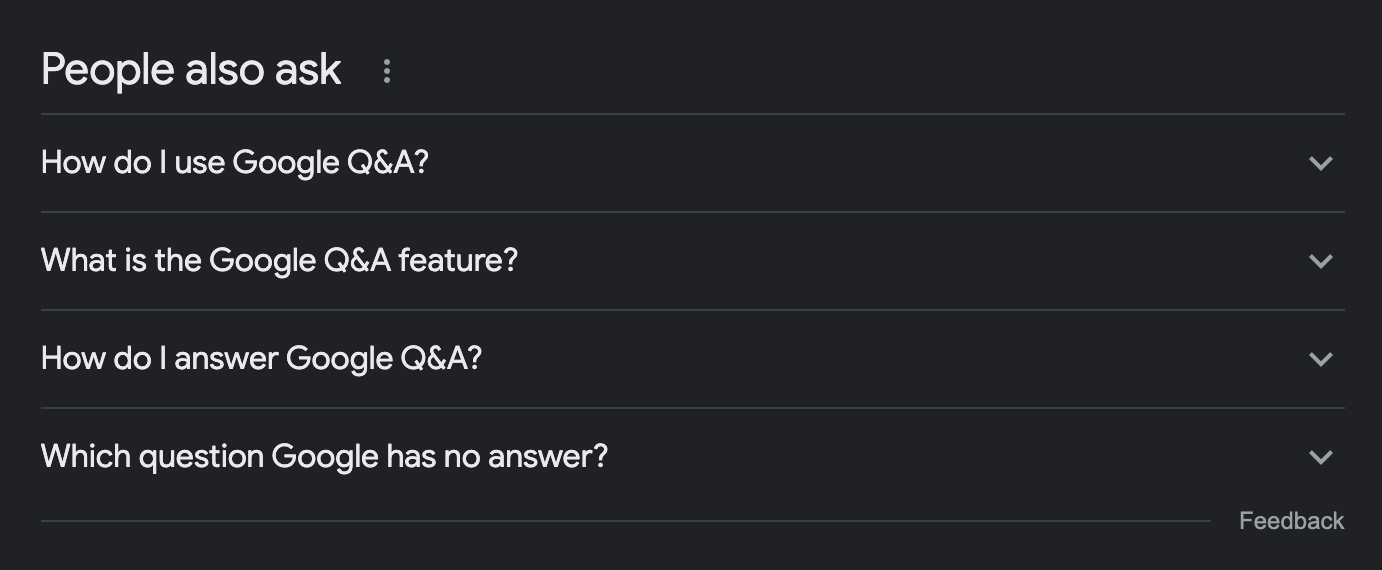 People also ask
How do I use Google Q&A?
What is the Google Q&A feature?
How do I answer Google Q&A?
Which question Google has no answer?
Feedback